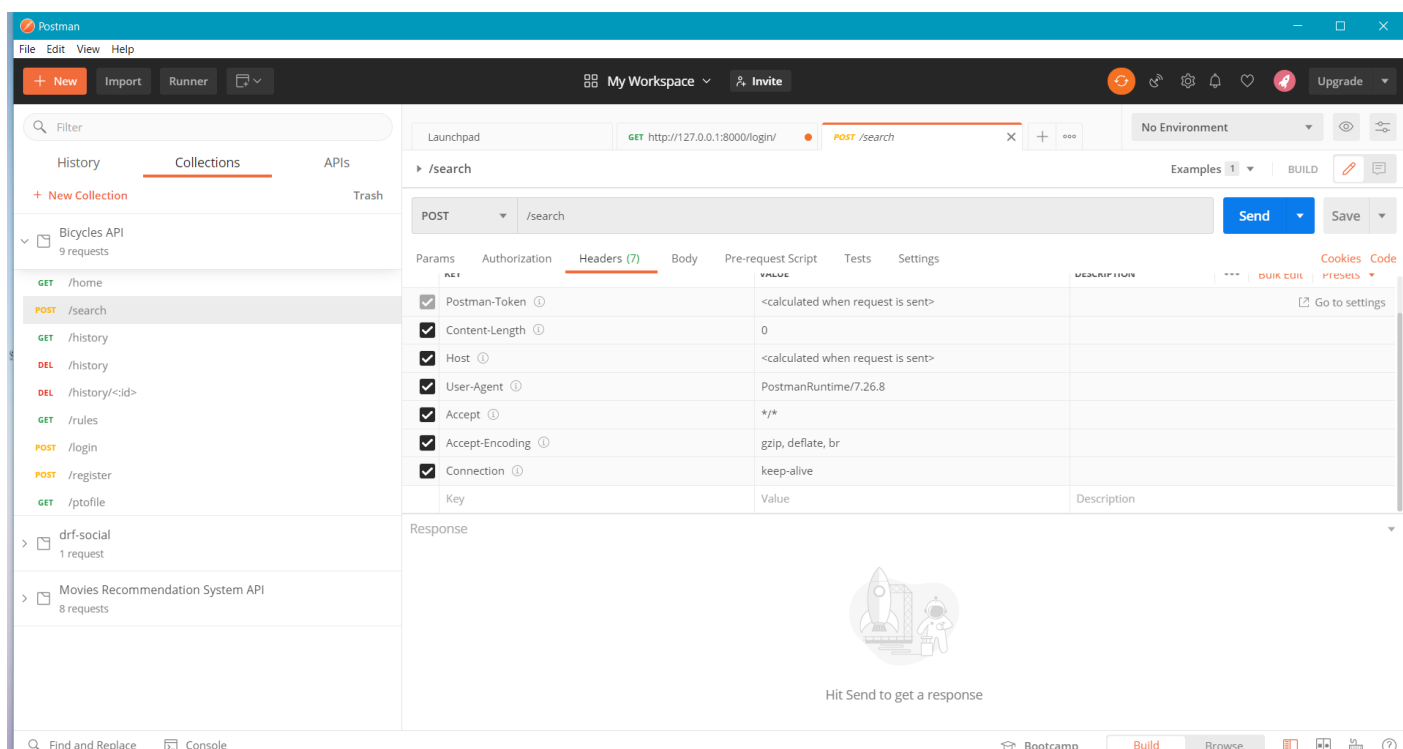 Postman
File Edit View Help
+ New Import Runner My Workspace Invite Upgrade
Filter
History Collections APIs
+ New Collection Trash
Bicycles API
9 requests
GET /home
POST /search
GET /history
DEL /history
DEL /history/<:id>
GET /rules
POST /login
POST /register
GET /ptofile
drf-social
1 request
Movies Recommendation System API
8 requests
Launchpad GET http://127.0.0.1:8000/login/ POST /search No Environment
/search Examples 1 BUILD
POST /search Send Save
Params Authorization Headers (7) Body Pre-request Script Tests Settings Cookies Code
KEY VALUE DESCRIPTION Bulk Edit Presets
Postman-Token <calculated when request is sent> Go to settings
Content-Length 0
Host <calculated when request is sent>
User-Agent PostmanRuntime/7.26.8
Accept */*
Accept-Encoding gzip, deflate, br
Connection keep-alive
Key Value Description
Response
Hit Send to get a response
Find and Replace Console Bootcamp Build Browse